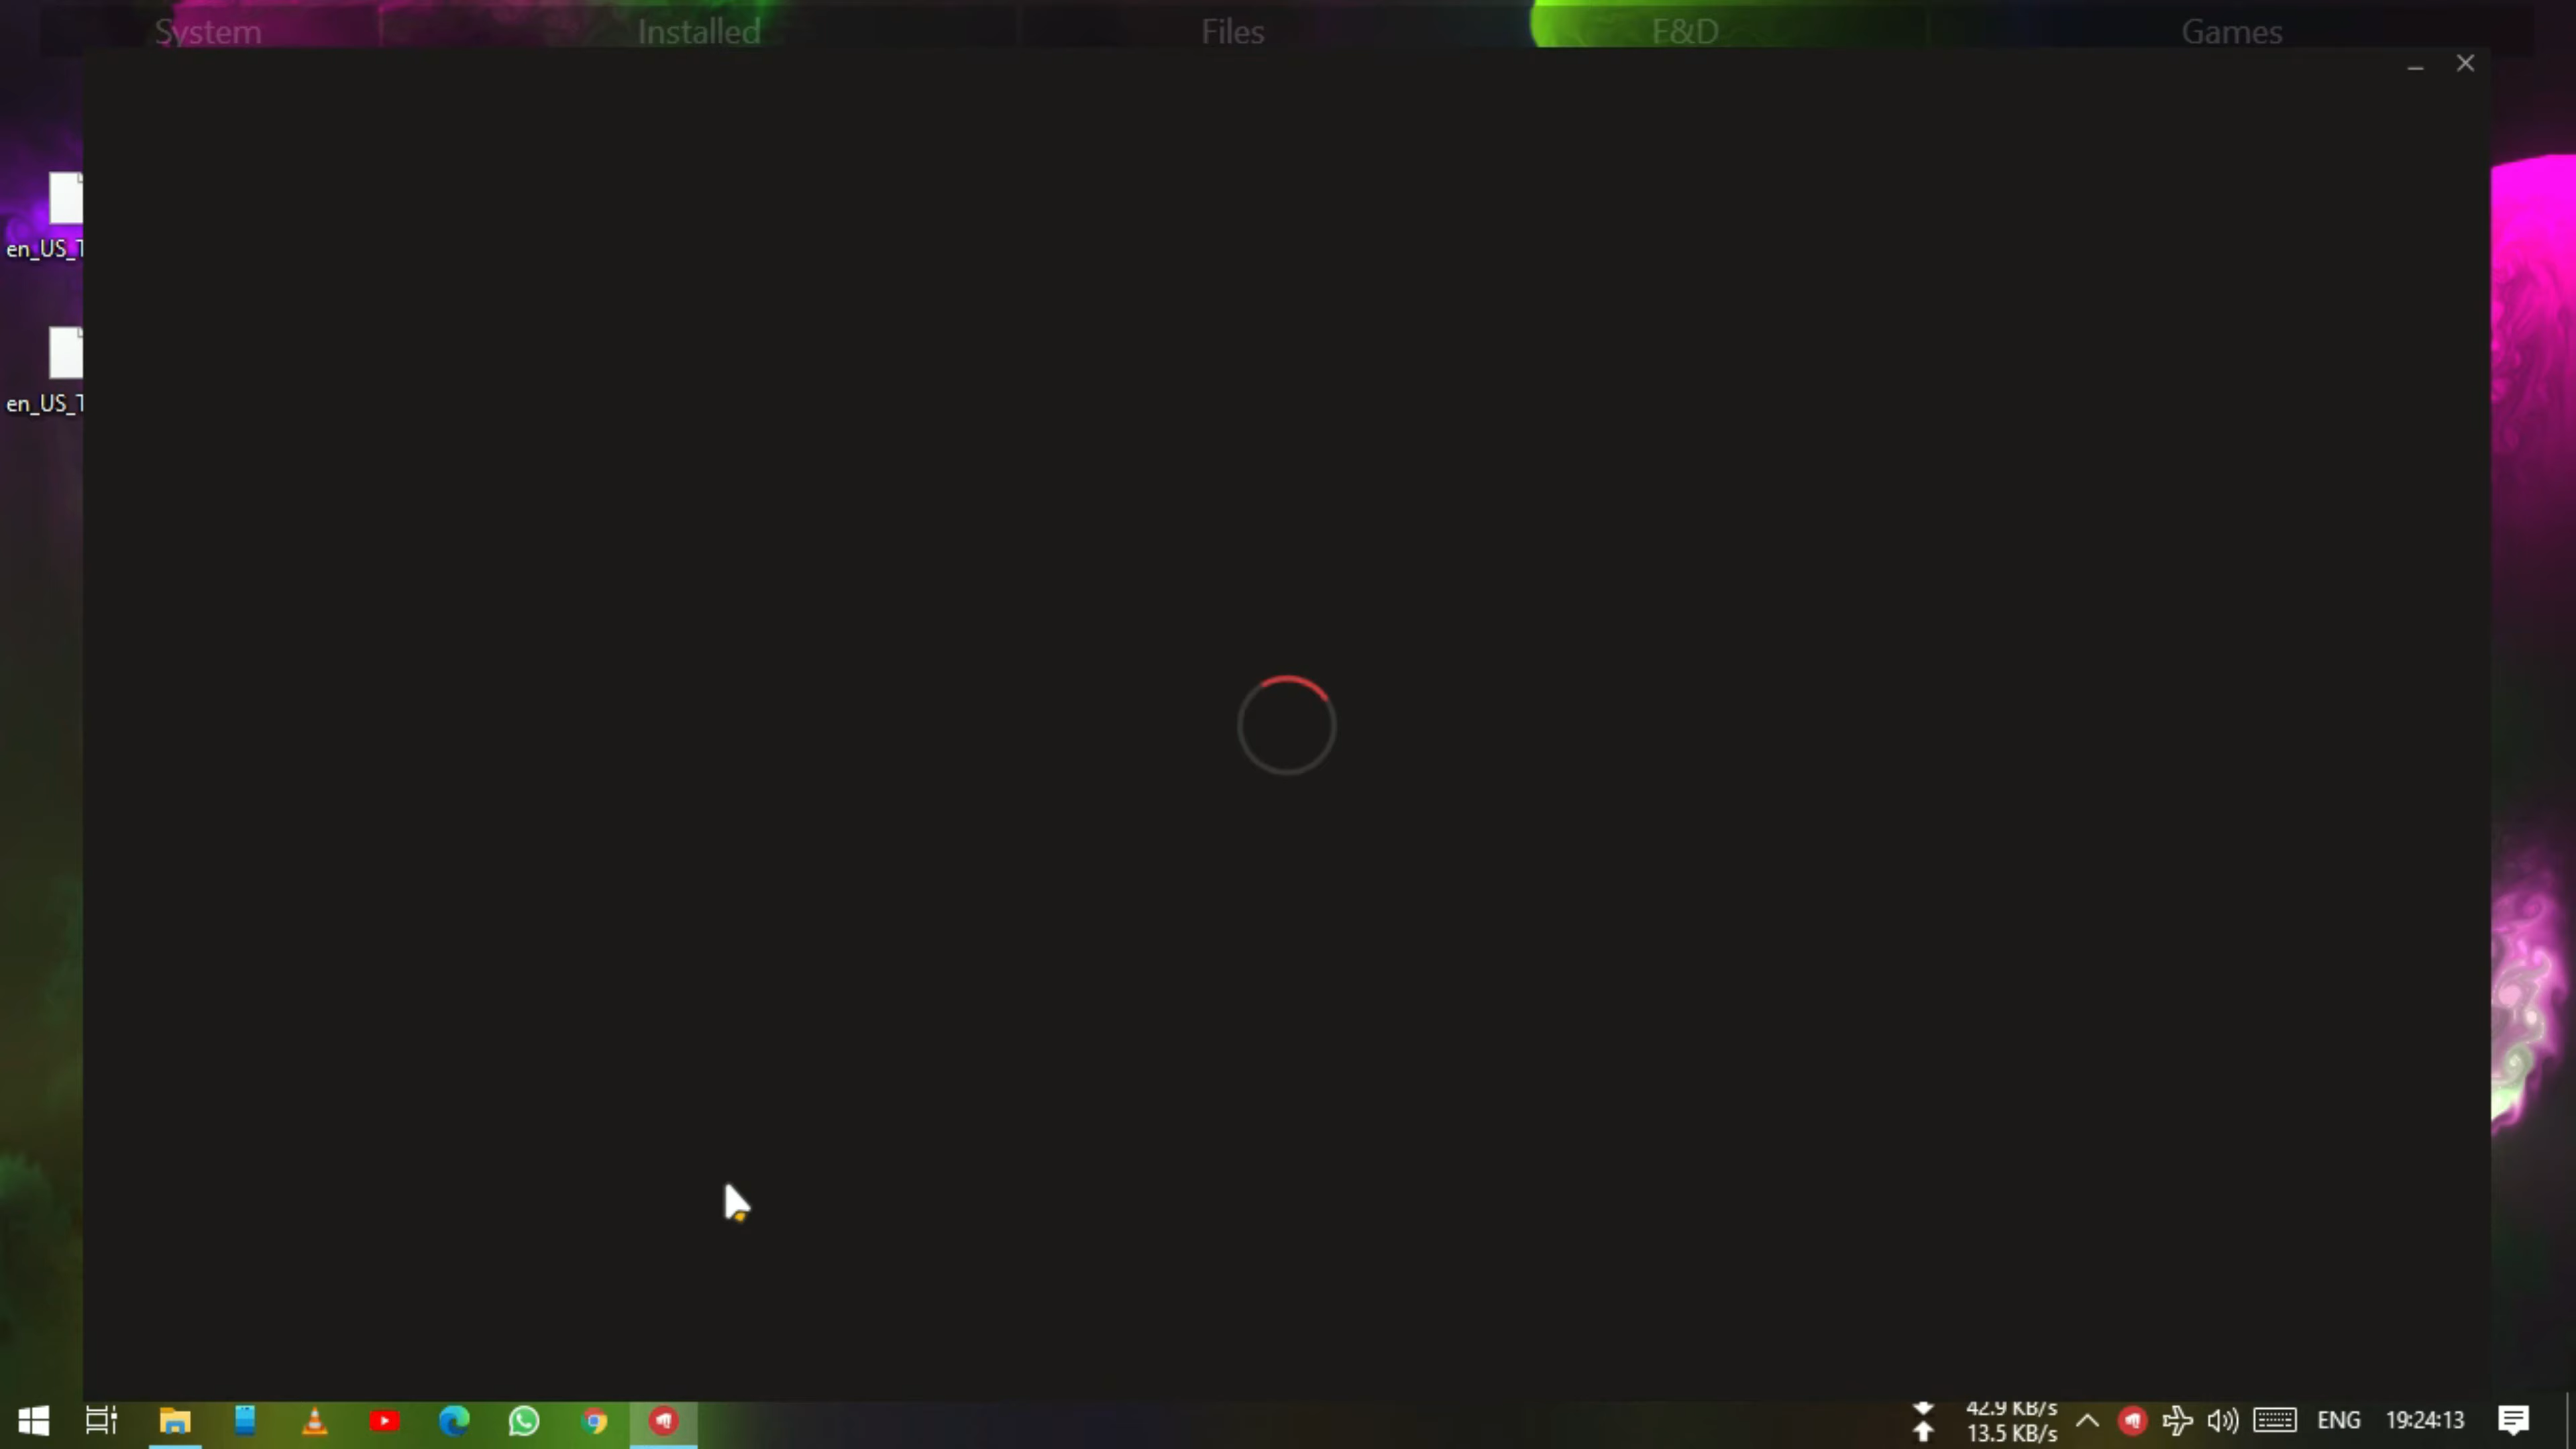 System Installed Files E&D Games
en_US_T
en_US_T
42.9 KB/s
13.5 KB/s
ENG 19:24:13